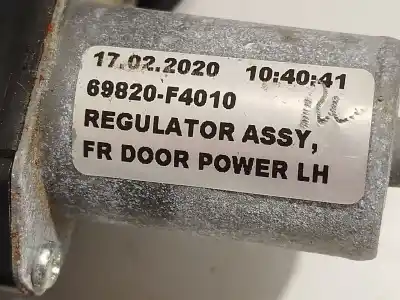 17.02.2020 10:40:41
69820-F4010
REGULATOR ASSY,
FR DOOR POWER LH